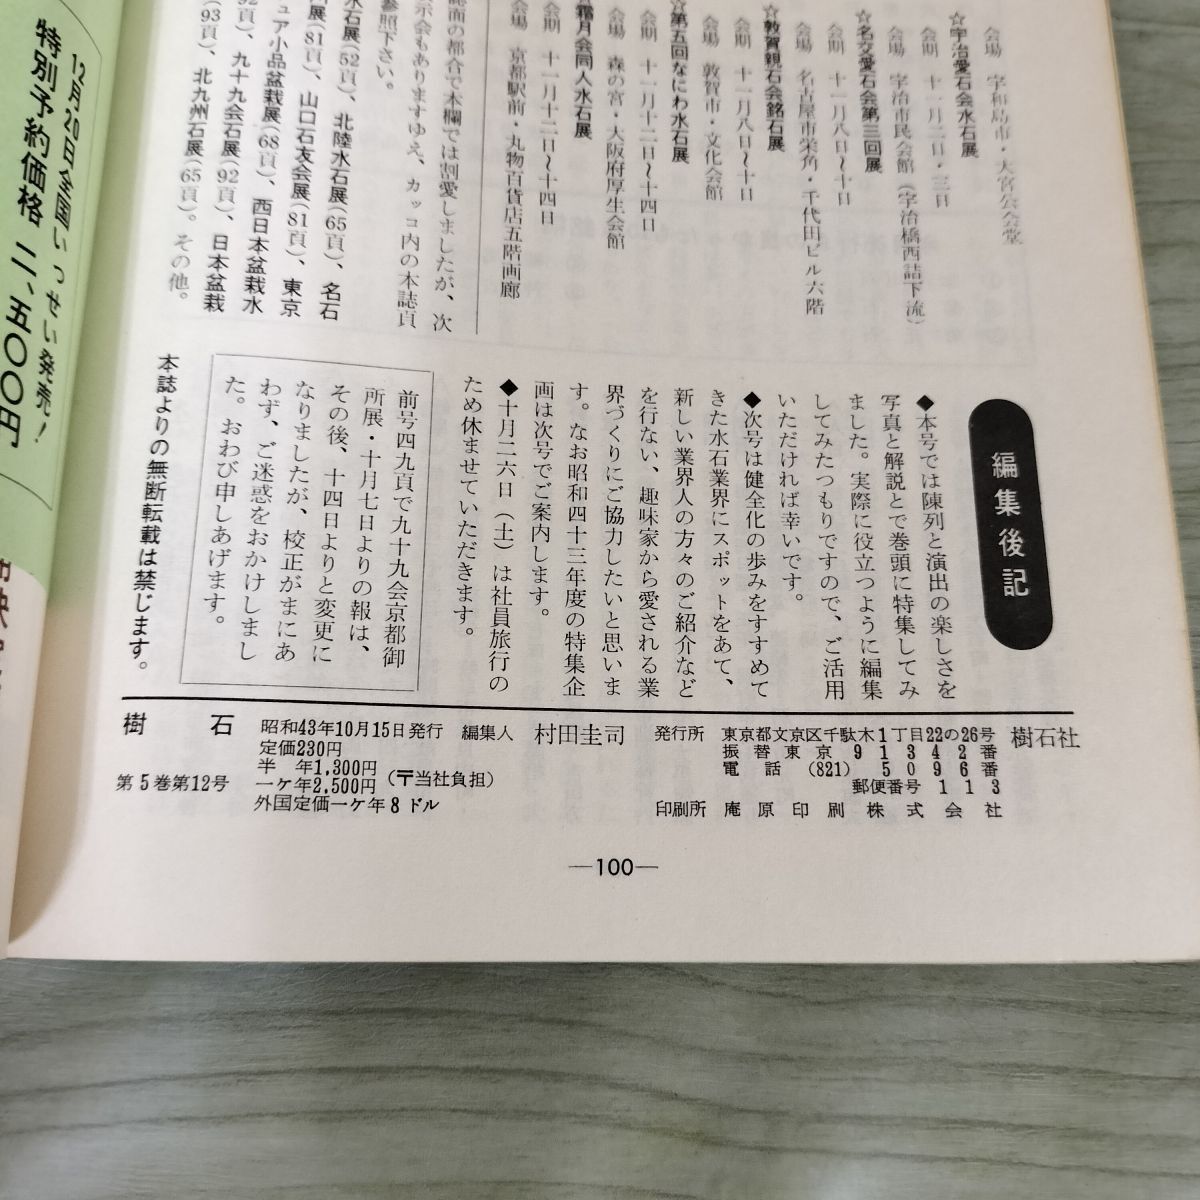 会場　宇和島市・大宮公会堂
☆宇治愛石会水石展
会期　十一月二日・三日
会場　宇治市民会館（宇治橋西詰下流）
☆名交愛石会第三回展
会期　十一月八日〜十日
会場　名古屋市栄角・千代田ビル六階
☆敦賀親石会銘石展
会期　十一月八日〜十日
会場　敦賀市・文化会館
☆第五回なにわ水石展
会期　十一月十二日〜十四日
会場　森の宮・大阪府厚生会館
霜月会同人水石展
会期　十一月十二日〜十四日
会場　京都駅前・丸物百貨店五階画廊
誌面の都合で本欄では割愛しましたが、次
示会もありますゆえ、カッコ内の本誌頁
参照下さい。
水石展（52頁）、北陸水石展（65頁）、名石
展（81頁）、山口石友会展（81頁）、東京
ュア小品盆栽展（68頁）、西日本盆栽水
92頁）、九十九会石展（92頁）、日本盆栽
（93頁）、北九州石展（65頁）。その他。
編集後記
◆本号では陳列と演出の楽しさを
写真と解説とで巻頭に特集してみ
ました。実際に役立つように編集
してみたつもりですので、ご活用
いただければ幸いです。
◆次号は健全化の歩みをすすめて
きた水石業界にスポットをあて、
新しい業界人の方々のご紹介など
を行ない、趣味家から愛される業
界づくりにご協力したいと思いま
す。なお昭和四十三年度の特集企
画は次号でご案内します。
◆十月二六日（土）は社員旅行の
ため休ませていただきます。
前号四九頁で九十九会京都御
所展・十月七日よりの報は、
その後、十四日よりと変更に
なりましたが、校正がまにあ
わず、ご迷惑をおかけしまし
た。おわび申しあげます。
本誌よりの無断転載は禁じます。
12月20日全国いっせい発売！
特別予約価格 二、五〇〇円
樹石
第5巻第12号
昭和43年10月15日発行　編集人　村田圭司
定価230円
半　年1,300円
一ケ年2,500円（〒当社負担）
外国定価一ケ年8ドル
発行所　東京都文京区千駄木1丁目22の26号　樹石社
振替東京91342番
電話（821）5096番
郵便番号113
印刷所　庵原印刷株式会社
—100—